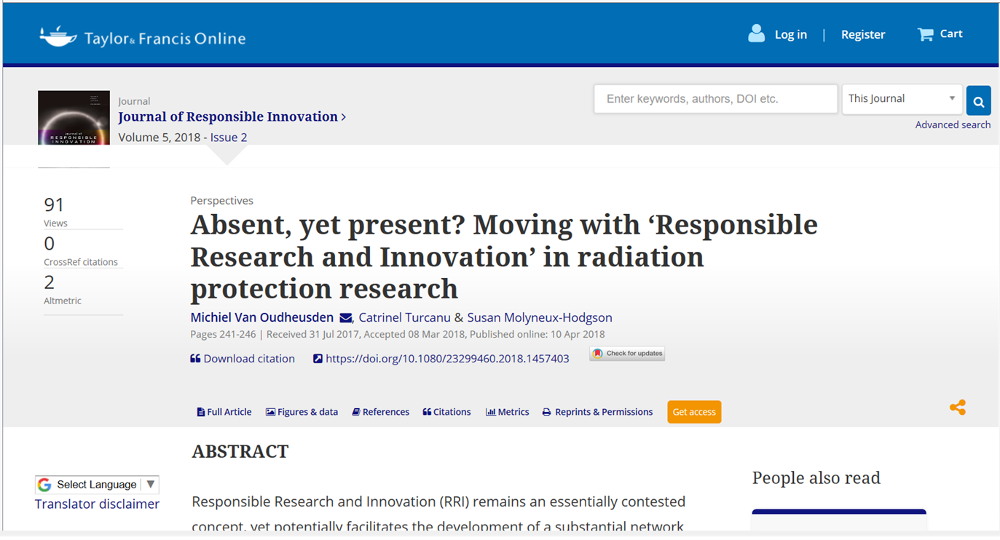 Taylor & Francis Online
Log in | Register Cart
Journal
Journal of Responsible Innovation >
Volume 5, 2018 - Issue 2
Enter keywords, authors, DOI etc.
This Journal
Advanced search
journal of
RESPONSIBLE
INNOVATION
91
Views
0
CrossRef citations
2
Altmetric
Perspectives
Absent, yet present? Moving with ‘Responsible
Research and Innovation’ in radiation
protection research
Michiel Van Oudheusden , Catrinel Turcanu & Susan Molyneux-Hodgson
Pages 241-246 | Received 31 Jul 2017, Accepted 08 Mar 2018, Published online: 10 Apr 2018
Download citation https://doi.org/10.1080/23299460.2018.1457403 Check for updates
Full Article Figures & data References Citations Metrics Reprints & Permissions Get access
ABSTRACT
Select Language ▼
Translator disclaimer
Responsible Research and Innovation (RRI) remains an essentially contested
concept, yet potentially facilitates the development of a substantial network
People also read